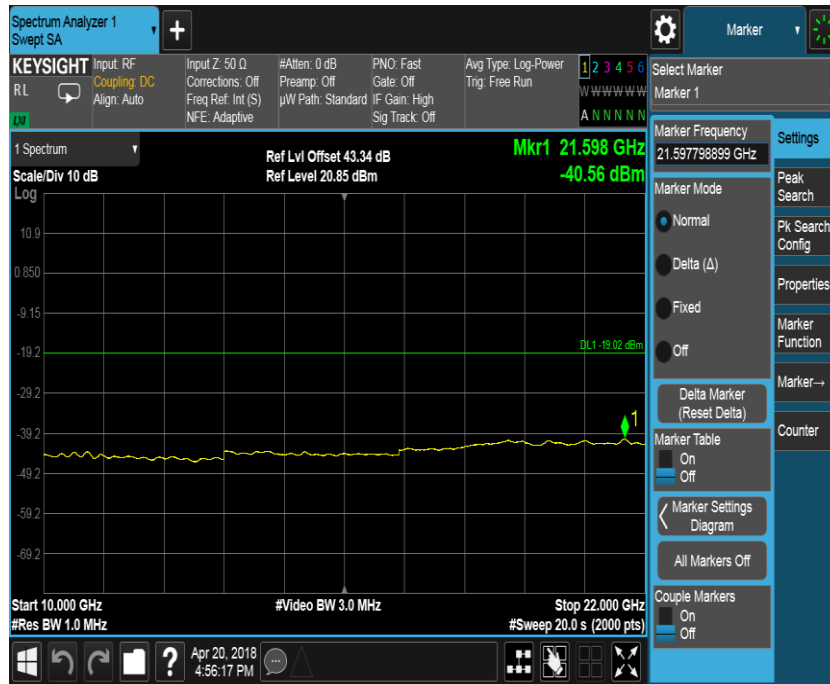 Spectrum Analyzer 1
Swept SA
Marker
KEYSIGHT
RL
LXI
Input: RF
Coupling: DC
Align: Auto
Input Z: 50 Ω
Corrections: Off
Freq Ref: Int (S)
NFE: Adaptive
#Atten: 0 dB
Preamp: Off
µW Path: Standard
PNO: Fast
Gate: Off
IF Gain: High
Sig Track: Off
Avg Type: Log-Power
Trig: Free Run
1 2 3 4 5 6
W W W W W W
A N N N N N
Select Marker
Marker 1
1 Spectrum
Scale/Div 10 dB
Log
Ref Lvl Offset 43.34 dB
Ref Level 20.85 dBm
Mkr1 21.598 GHz
-40.56 dBm
10.9
0.850
-9.15
-19.2
-29.2
-39.2
-49.2
-59.2
-69.2
DL1 -19.02 dBm
1
Start 10.000 GHz
#Res BW 1.0 MHz
#Video BW 3.0 MHz
Stop 22.000 GHz
#Sweep 20.0 s (2000 pts)
Marker Frequency
21.597798899 GHz
Marker Mode
Normal
Delta (Δ)
Fixed
Off
Delta Marker
(Reset Delta)
Marker Table
On
Off
Marker Settings
Diagram
All Markers Off
Couple Markers
On
Off
Settings
Peak
Search
Pk Search
Config
Properties
Marker
Function
Marker→
Counter
?
Apr 20, 2018
4:56:17 PM